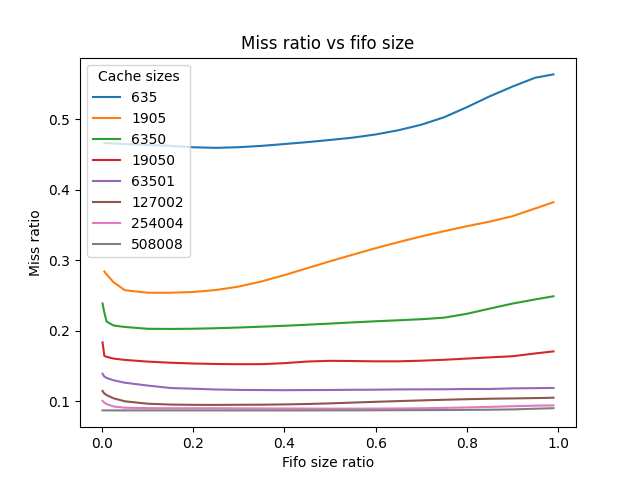 Miss ratio vs fifo size
Cache sizes
635
1905
6350
19050
63501
127002
254004
508008
Miss ratio
0.5
0.4
0.3
0.2
0.1
0.0 0.2 0.4 0.6 0.8 1.0
Fifo size ratio